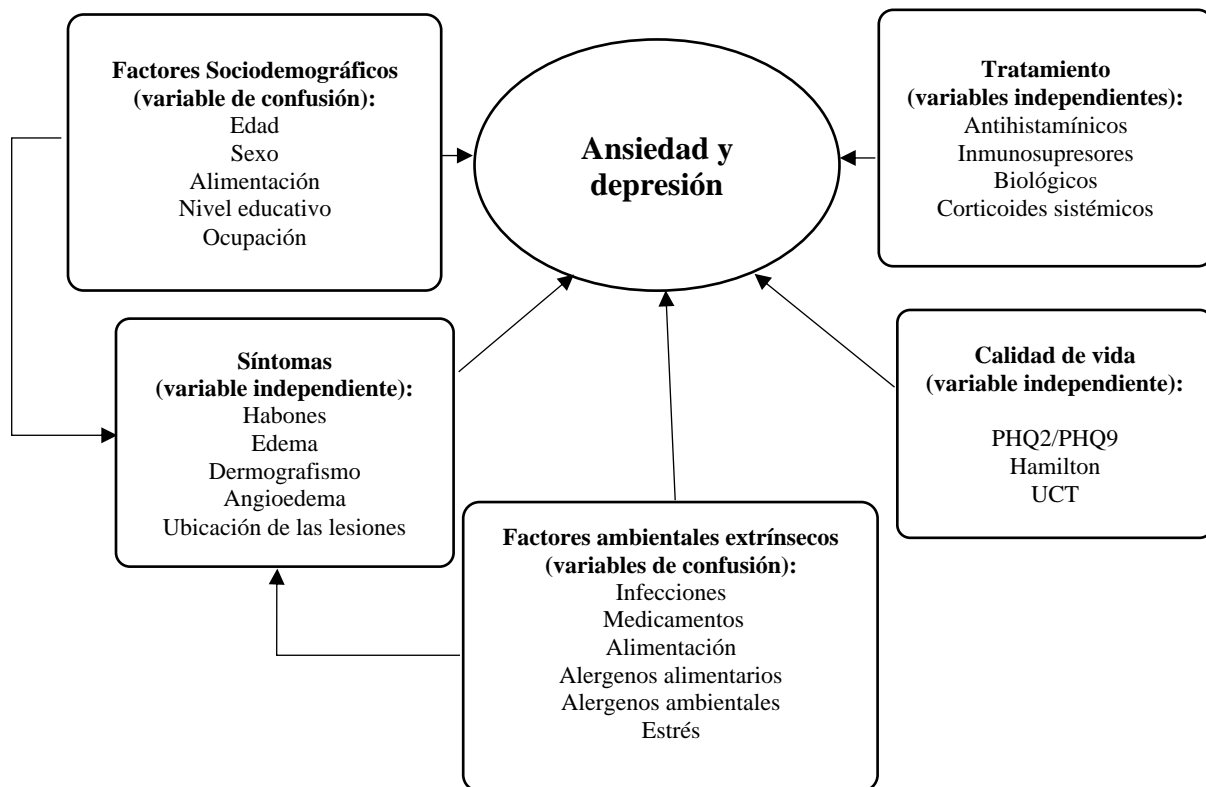 Factores Sociodemográficos
(variable de confusión):
Edad
Sexo
Alimentación
Nivel educativo
Ocupación
Ansiedad y
depresión
Tratamiento
(variables independientes):
Antihistamínicos
Inmunosupresores
Biológicos
Corticoides sistémicos
Síntomas
(variable independiente):
Habones
Edema
Dermografismo
Angioedema
Ubicación de las lesiones
Calidad de vida
(variable independiente):
PHQ2/PHQ9
Hamilton
UCT
Factores ambientales extrínsecos
(variables de confusión):
Infecciones
Medicamentos
Alimentación
Alergenos alimentarios
Alergenos ambientales
Estrés